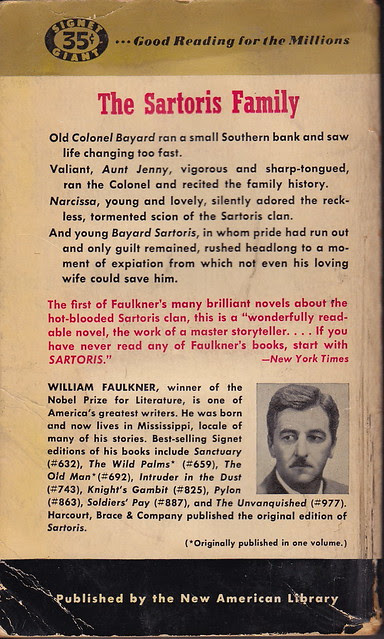 SIGNET
35¢
GIANT
...Good Reading for the Millions
The Sartoris Family
Old Colonel Bayard ran a small Southern bank and saw
life changing too fast.
Valiant, Aunt Jenny, vigorous and sharp-tongued,
ran the Colonel and recited the family history.
Narcissa, young and lovely, silently adored the reck-
less, tormented scion of the Sartoris clan.
And young Bayard Sartoris, in whom pride had run out
and only guilt remained, rushed headlong to a mo-
ment of expiation from which not even his loving
wife could save him.
The first of Faulkner's many brilliant novels about the
hot-blooded Sartoris clan, this is a "wonderfully read-
able novel, the work of a master storyteller. . . . If you
have never read any of Faulkner's books, start with
SARTORIS."
—New York Times
WILLIAM FAULKNER, winner of the
Nobel Prize for Literature, is one of
America's greatest writers. He was born
and now lives in Mississippi, locale of
many of his stories. Best-selling Signet
editions of his books include Sanctuary
(#632), The Wild Palms* (#659), The
Old Man*(#692), Intruder in the Dust
(#743), Knight's Gambit (#825), Pylon
(#863), Soldiers' Pay (#887), and The Unvanquished (#977).
Harcourt, Brace & Company published the original edition of
Sartoris.
(*Originally published in one volume.)
Published by the New American Library